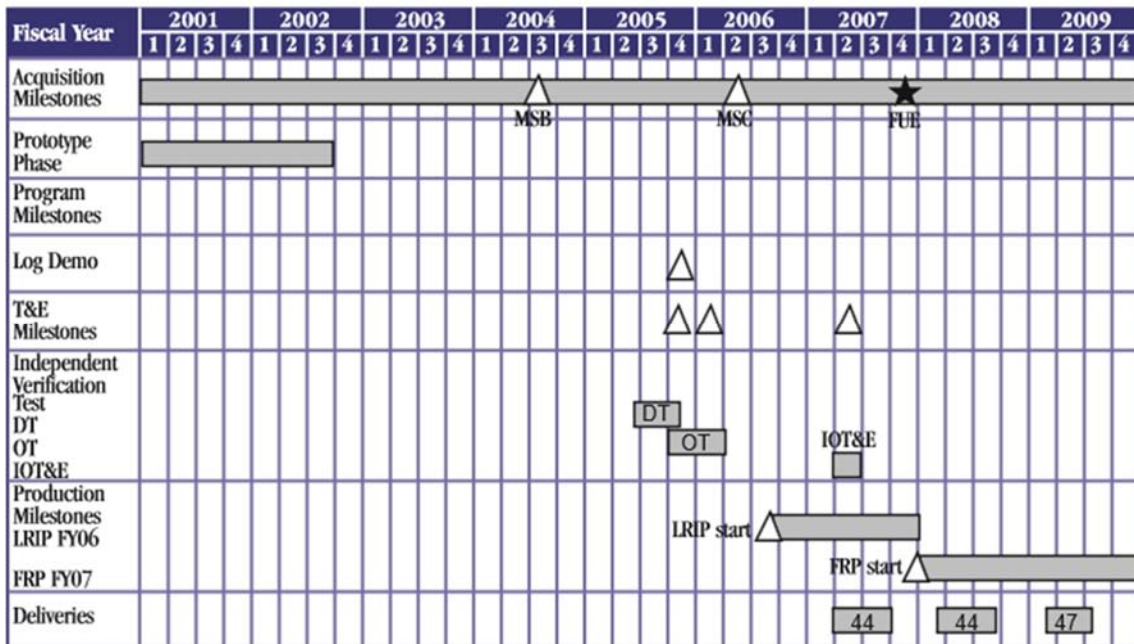 Fiscal Year
2001 2002 2003 2004 2005 2006 2007 2008 2009
1 2 3 4 1 2 3 4 1 2 3 4 1 2 3 4 1 2 3 4 1 2 3 4 1 2 3 4 1 2 3 4 1 2 3 4
Acquisition
Milestones
MSB MSC FUE
Prototype
Phase
Program
Milestones
Log Demo
T&E
Milestones
Independent
Verification
Test
DT
OT
IOT&E
DT
OT
IOT&E
Production
Milestones
LRIP FY06
LRIP start
FRP FY07
FRP start
Deliveries
44 44 47